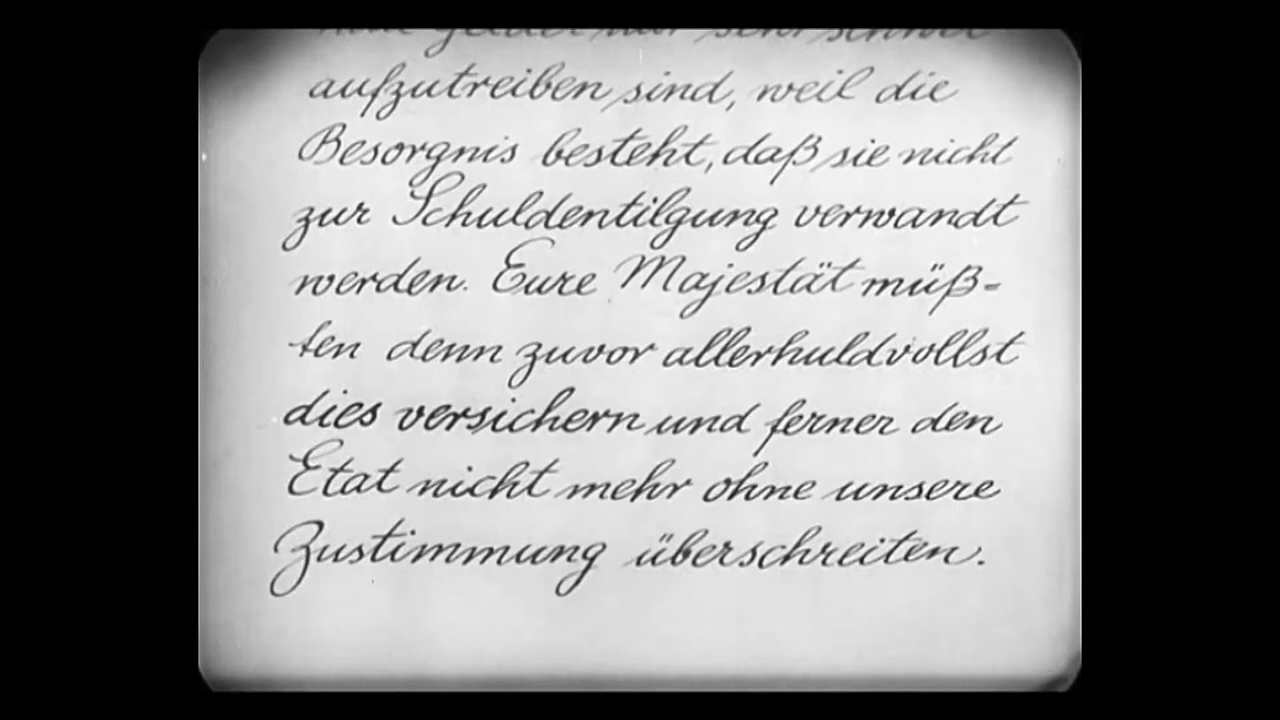 aufzutreiben sind, weil die
Besorgnis besteht, daß sie nicht
zur Schuldentilgung verwandt
werden. Eure Majestät müß-
ten denn zuvor allerhuldvollst
dies versichern und ferner den
Etat nicht mehr ohne unsere
Zustimmung überschreiten.